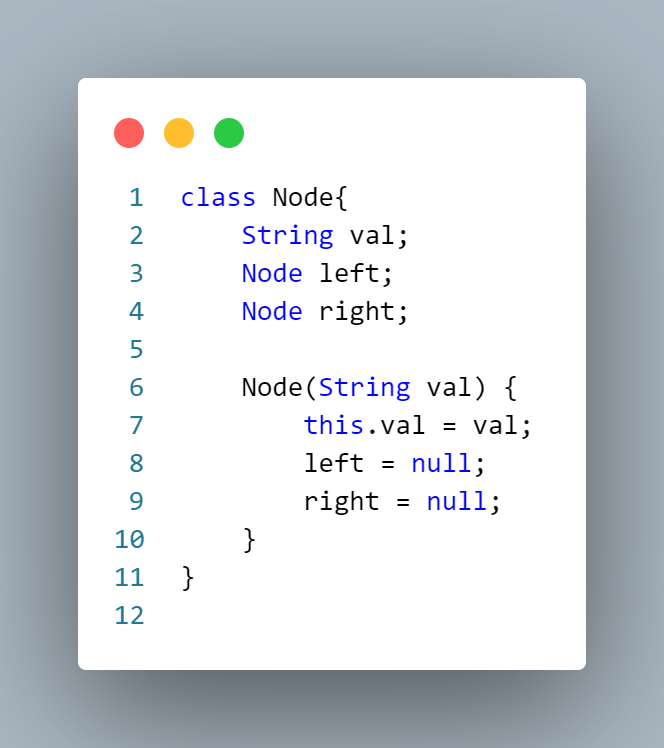 1 class Node{
2     String val;
3     Node left;
4     Node right;
5
6     Node(String val) {
7         this.val = val;
8         left = null;
9         right = null;
10     }
11 }
12